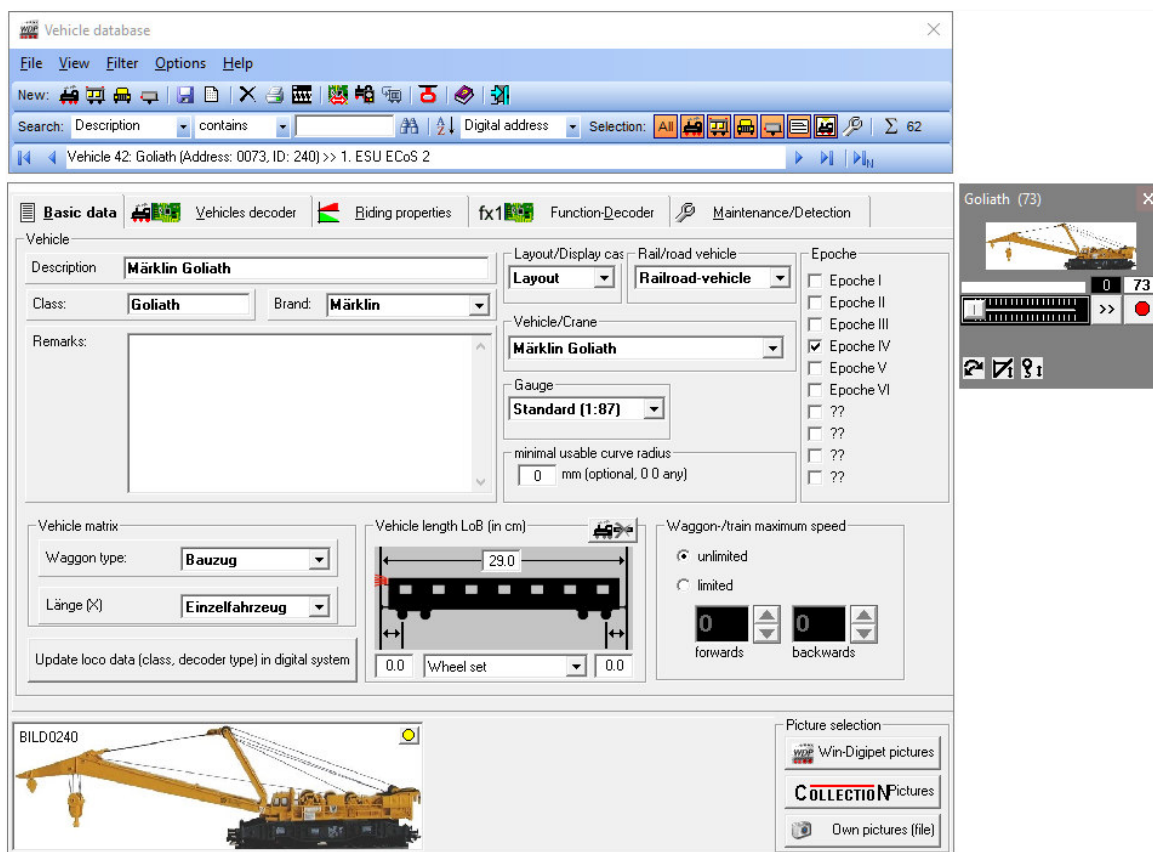 Vehicle database
File View Filter Options Help
New:
Search: Description contains Digital address Selection: All Σ 62
Vehicle 42: Goliath (Address: 0073, ID: 240) >> 1. ESU ECoS 2
Basic data Vehicles decoder Riding properties fx1 Function-Decoder Maintenance/Detection
Goliath (73)
0 73
>>
Vehicle
Description Märklin Goliath
Class: Goliath Brand: Märklin
Remarks:
Layout/Display cas Rail/road vehicle
Layout Railroad-vehicle
Vehicle/Crane
Märklin Goliath
Gauge
Standard (1:87)
minimal usable curve radius
0 mm (optional, 0 0 any)
Epoche
Epoche I
Epoche II
Epoche III
Epoche IV
Epoche V
Epoche VI
??
??
??
??
Vehicle matrix
Waggon type: Bauzug
Länge (X) Einzelfahrzeug
Update loco data (class, decoder type) in digital system
Vehicle length LoB (in cm)
29.0
0.0 Wheel set 0.0
Waggon-/train maximum speed
unlimited
limited
0 0
forwards backwards
BILD0240
Picture selection
WDP Win-Digipet pictures
COLLECTION Pictures
Own pictures (file)